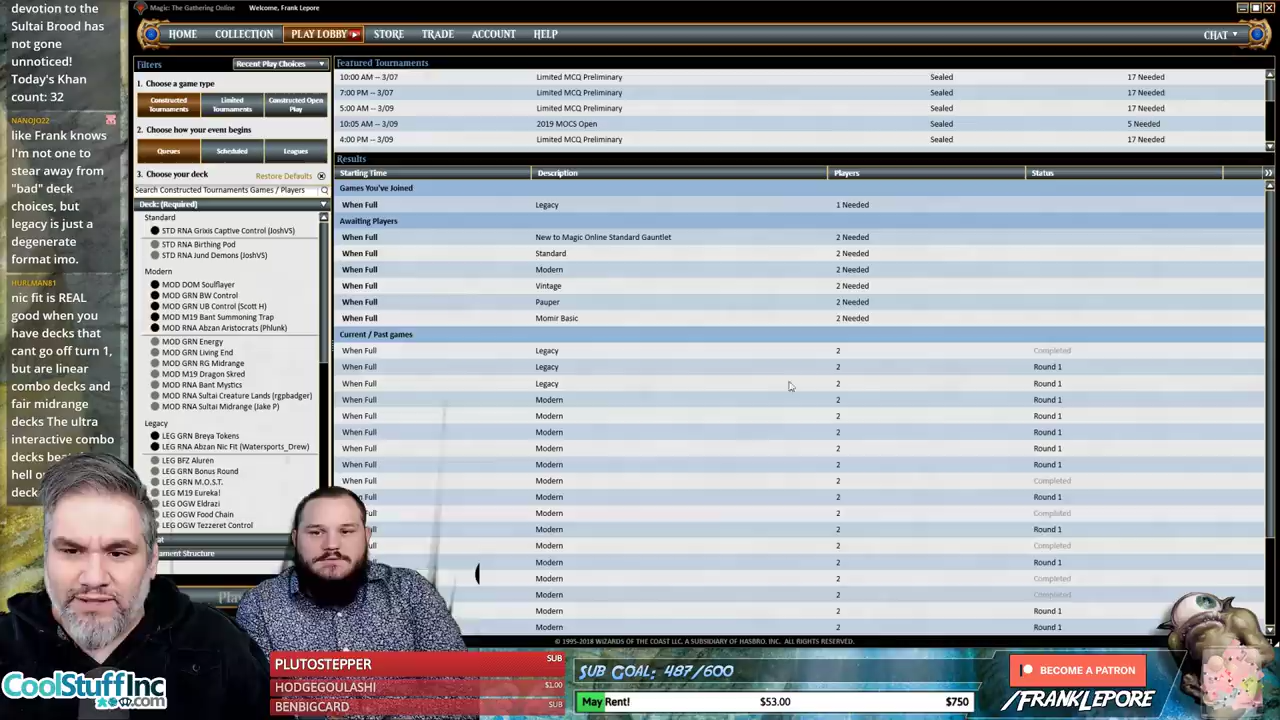 devotion to the
Sultai Brood has
not gone
unnoticed!
Today's Khan
count: 32
NANOJO22
like Frank knows
I'm not one to
stear away from
"bad" deck
choices, but
legacy is just a
degenerate
format imo.
HURLMAN81
nic fit is REAL
good when you
have decks that
cant go off turn 1,
but are linear
combo decks and
fair midrange
decks The ultra
interactive combo
hell o
deck
Magic: The Gathering Online Welcome, Frank Lepore
HOME COLLECTION PLAY LOBBY STORE TRADE ACCOUNT HELP CHAT
Filters Recent Play Choices
1. Choose a game type
Constructed Tournaments Limited Tournaments Constructed Open Play
2. Choose how your event begins
Queues Scheduled Leagues
3. Choose your deck Restore Defaults
Search Constructed Tournaments Games / Players
Deck: (Required)
Standard
STD RNA Grixis Captive Control (JoshVS)
STD RNA Birthing Pod
STD RNA Jund Demons (JoshVS)
Modern
MOD DOM Soulflayer
MOD GRN BW Control
MOD GRN UB Control (Scott H)
MOD M19 Bant Summoning Trap
MOD RNA Abzan Aristocrats (Phlunk)
MOD GRN Energy
MOD GRN Living End
MOD GRN RG Midrange
MOD M19 Dragon Skred
MOD RNA Bant Mystics
MOD RNA Sultai Creature Lands (rgpbadger)
MOD RNA Sultai Midrange (Jake P)
Legacy
LEG GRN Breya Tokens
LEG RNA Abzan Nic Fit (Watersports_Drew)
LEG BFZ Aluren
LEG GRN Bonus Round
LEG GRN M.O.S.T.
LEG M19 Eureka!
LEG OGW Eldrazi
LEG OGW Food Chain
LEG OGW Tezzeret Control
ament Structure
Featured Tournaments
10:00 AM -- 3/07 Limited MCQ Preliminary Sealed 17 Needed
7:00 PM -- 3/07 Limited MCQ Preliminary Sealed 17 Needed
5:00 AM -- 3/09 Limited MCQ Preliminary Sealed 17 Needed
10:05 AM -- 3/09 2019 MOCS Open Sealed 5 Needed
4:00 PM -- 3/09 Limited MCQ Preliminary Sealed 17 Needed
Results
Starting Time Description Players Status
Games You've Joined
When Full Legacy 1 Needed
Awaiting Players
When Full New to Magic Online Standard Gauntlet 2 Needed
When Full Standard 2 Needed
When Full Modern 2 Needed
When Full Vintage 2 Needed
When Full Pauper 2 Needed
When Full Momir Basic 2 Needed
Current / Past games
When Full Legacy 2 Completed
When Full Legacy 2 Round 1
When Full Legacy 2 Round 1
When Full Modern 2 Round 1
When Full Modern 2 Round 1
When Full Modern 2 Round 1
When Full Modern 2 Round 1
When Full Modern 2 Round 1
When Full Modern 2 Completed
Full Modern 2 Round 1
Full Modern 2 Completed
Full Modern 2 Round 1
Full Modern 2 Completed
Full Modern 2 Round 1
Modern 2 Completed
Modern 2 Completed
Modern 2 Round 1
Modern 2 Round 1
© 1995-2018 WIZARDS OF THE COAST LLC, A SUBSIDIARY OF HASBRO, INC. ALL RIGHTS RESERVED.
CoolStuffInc
.com
PLUTOSTEPPER SUB
HODGEGOULASHI $1.00
BENBIGCARD SUB
SUB GOAL: 487/600
May Rent! $53.00 $750
BECOME A PATRON
FRANKLEPORE